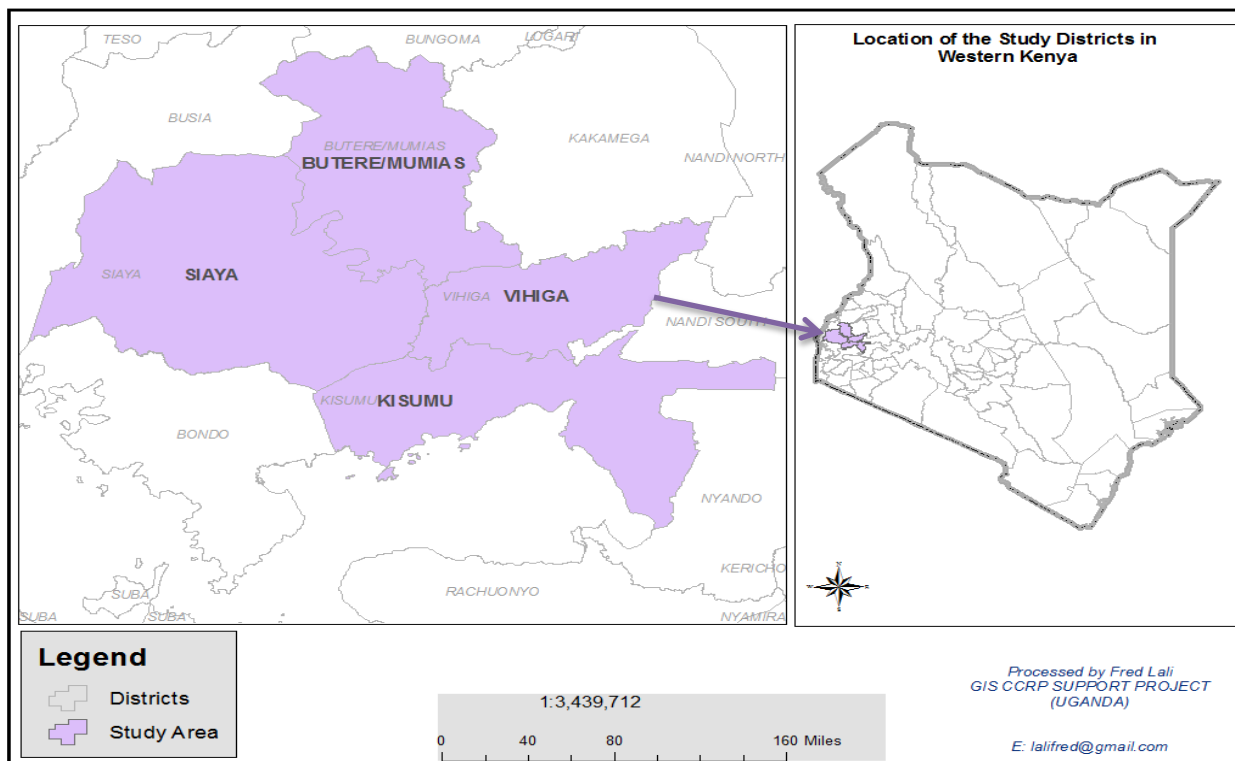 TESO
BUNGOMA
LUGARI
BUSIA
KAKAMEGA
BUTERE/MUMIAS
BUTERE/MUMIAS
NANDI NORTH
SIAYA
SIAYA
VIHIGA
VIHIGA
NANDI SOUTH
KISUMU
KISUMU
BONDO
NYANDO
KERICHO
RACHUONYO
SUBA
SUBA
SUBA
NYAMIRA
Location of the Study Districts in
Western Kenya
Legend
Districts
Study Area
1:3,439,712
0 40 80 160 Miles
Processed by Fred Lali
GIS CCRP SUPPORT PROJECT
(UGANDA)
E: lalifred@gmail.com